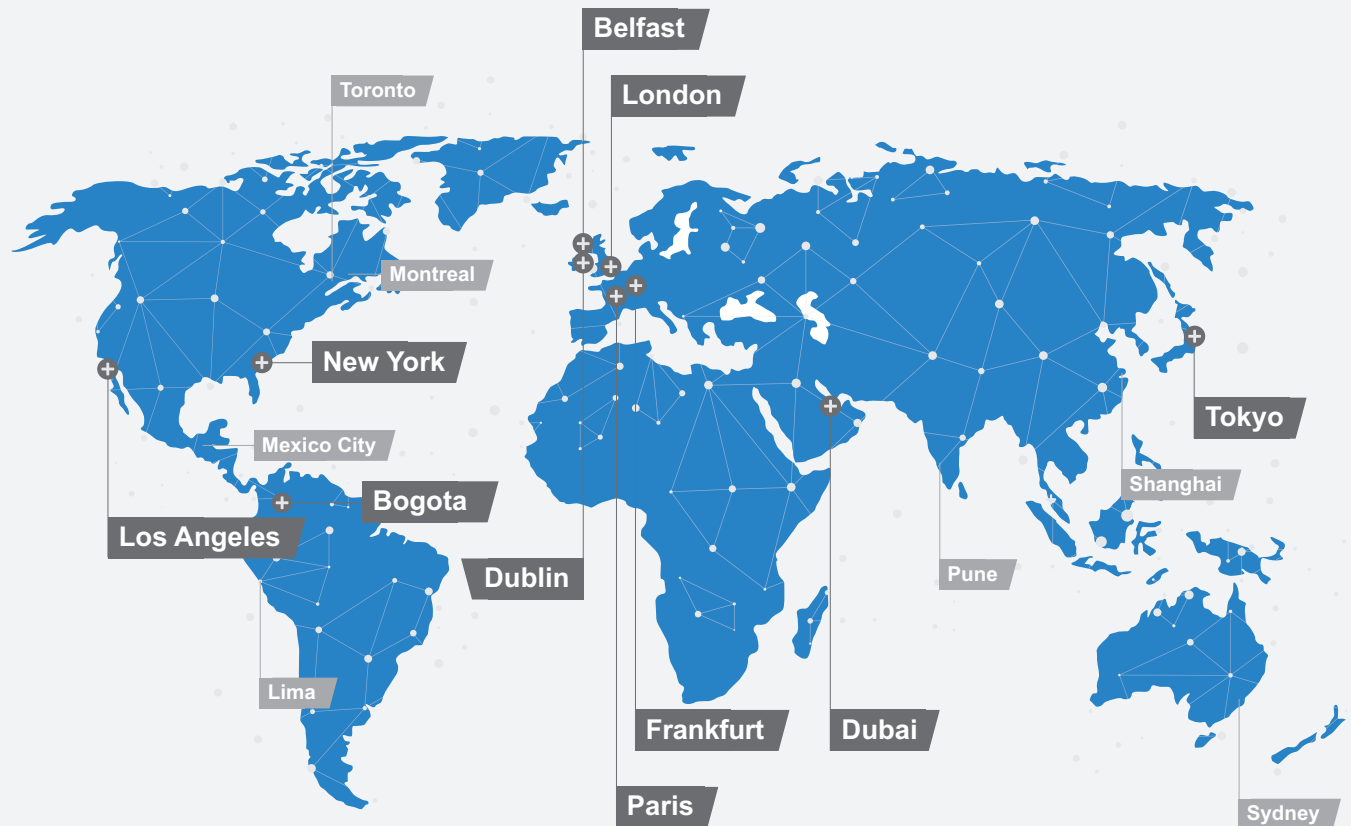 Belfast
Toronto
London
Montreal
New York
Tokyo
Mexico City
Shanghai
Bogota
Los Angeles
Dublin
Pune
Lima
Frankfurt
Dubai
Paris
Sydney